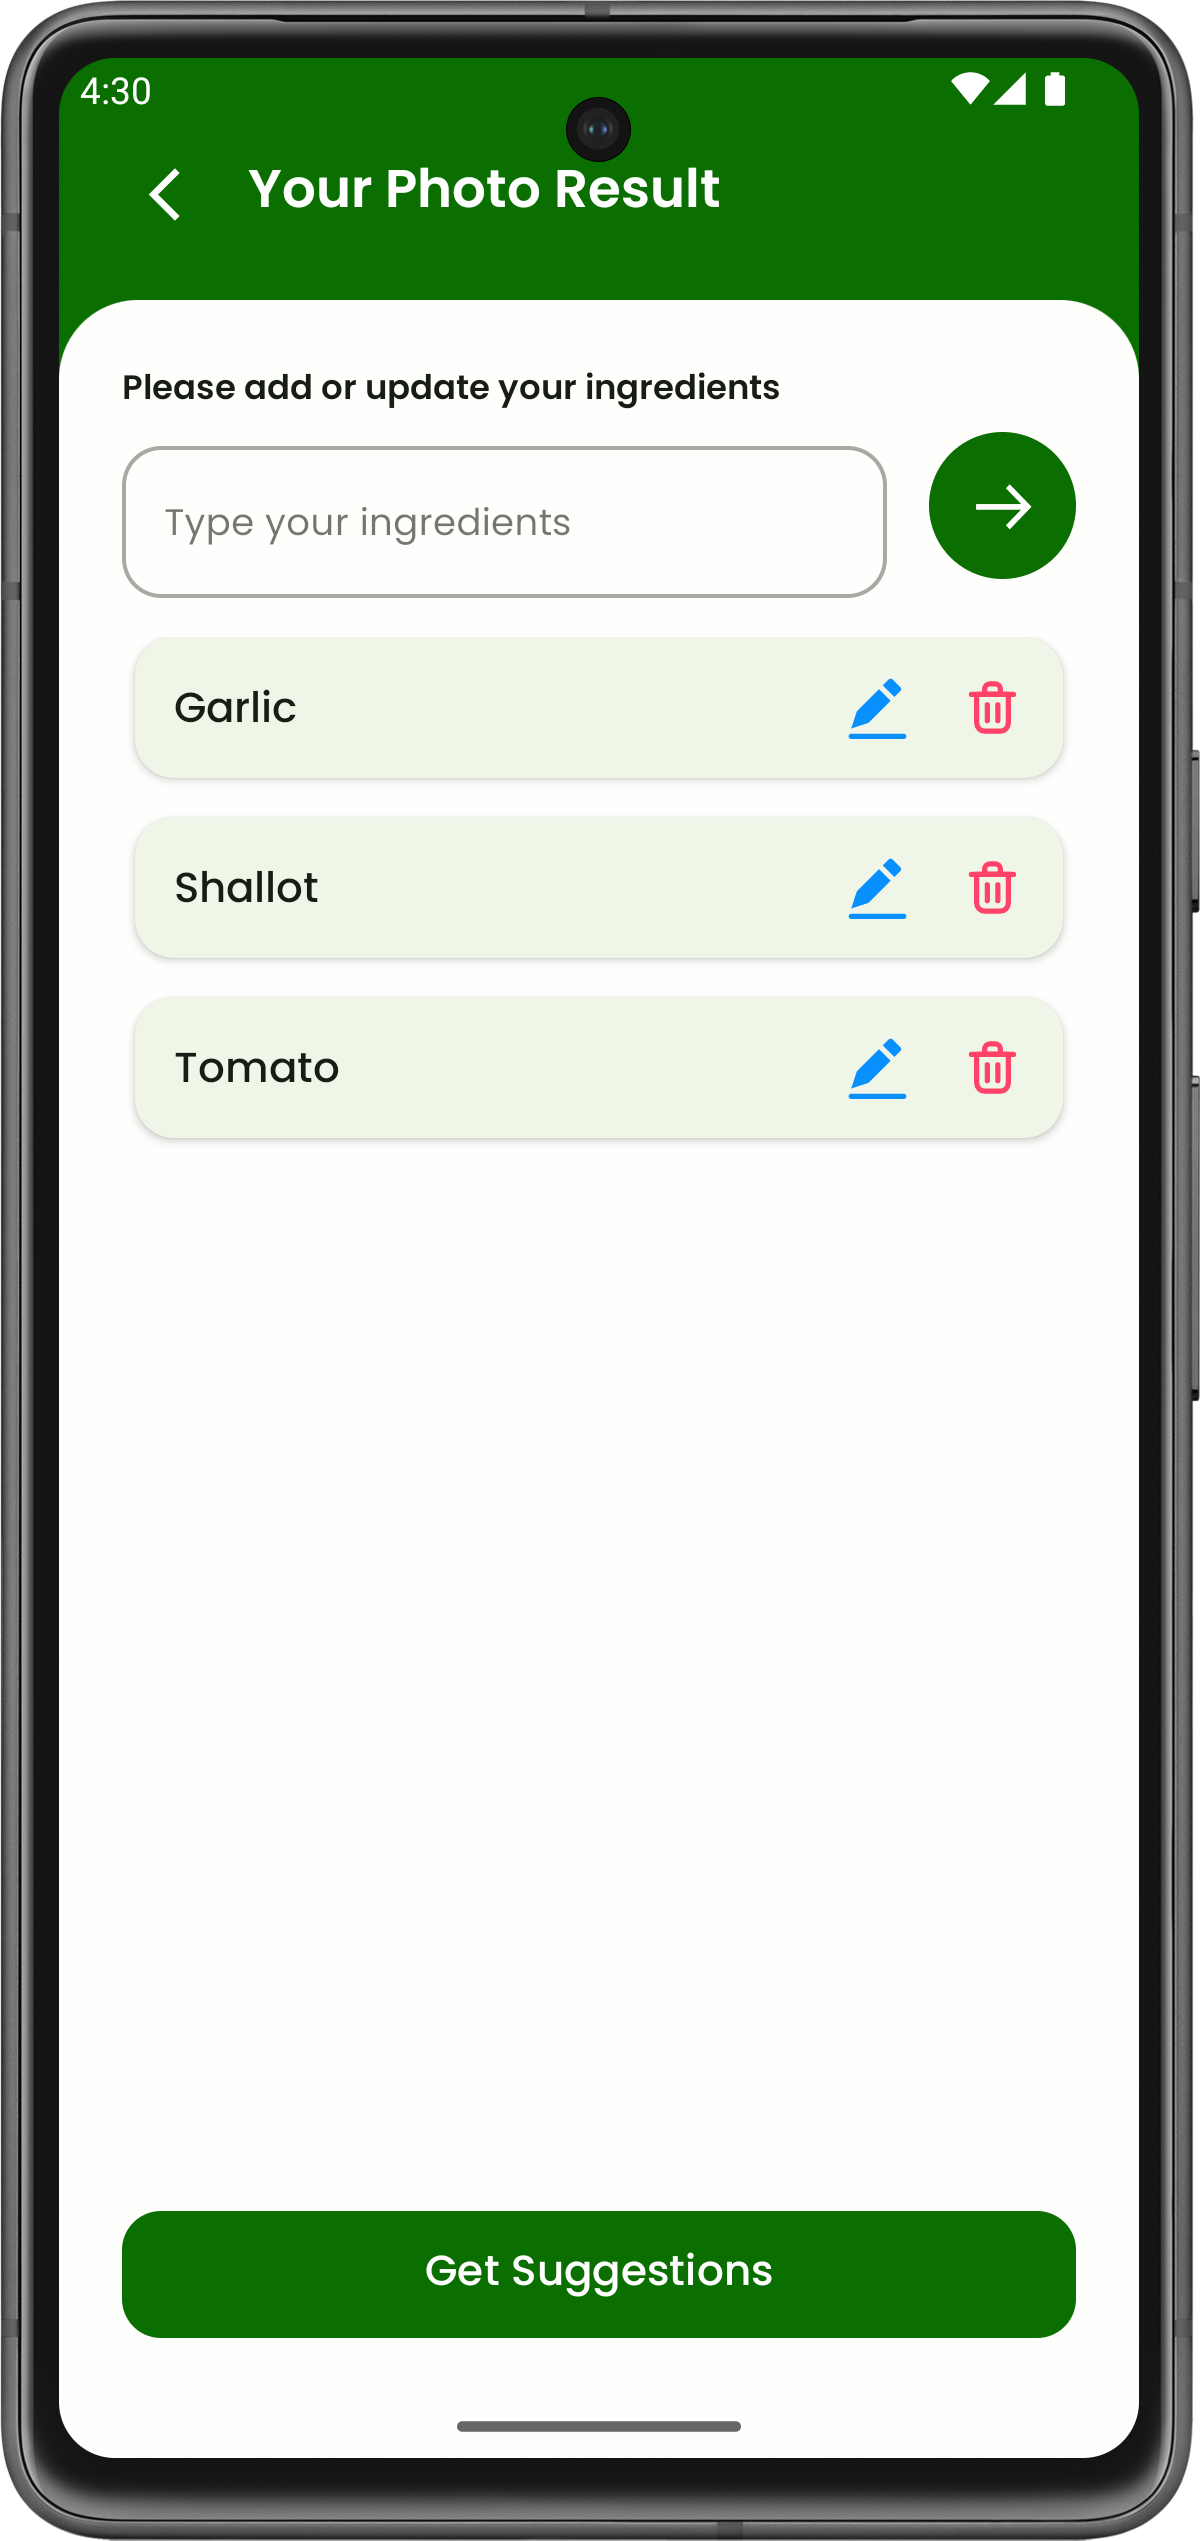 4:30
Your Photo Result
Please add or update your ingredients
Type your ingredients
Garlic
Shallot
Tomato
Get Suggestions